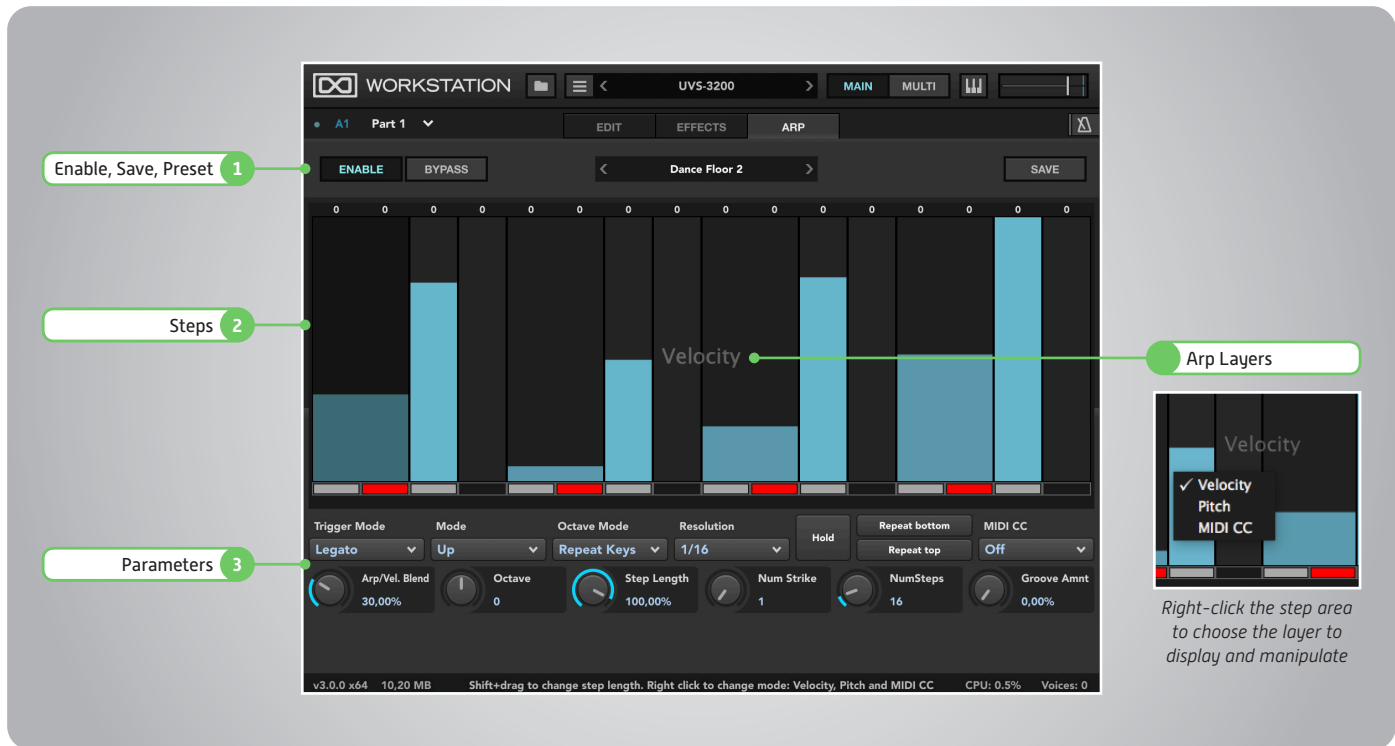 WORKSTATION
UVS-3200
MAIN MULTI
A1 Part 1
EDIT EFFECTS ARP
Enable, Save, Preset 1
ENABLE BYPASS
Dance Floor 2
SAVE
0 0 0 0 0 0 0 0 0 0 0 0 0 0 0 0
Steps 2
Velocity
Arp Layers
Velocity
✓ Velocity
Pitch
MIDI CC
Right-click the step area
to choose the layer to
display and manipulate
Parameters 3
Trigger Mode Mode Octave Mode Resolution
Legato Up Repeat Keys 1/16
Hold
Repeat bottom
Repeat top
MIDI CC
Off
Arp/Vel. Blend
30,00%
Octave
0
Step Length
100,00%
Num Strike
1
NumSteps
16
Groove Amnt
0,00%
v3.0.0 x64 10,20 MB Shift+drag to change step length. Right click to change mode: Velocity, Pitch and MIDI CC CPU: 0.5% Voices: 0